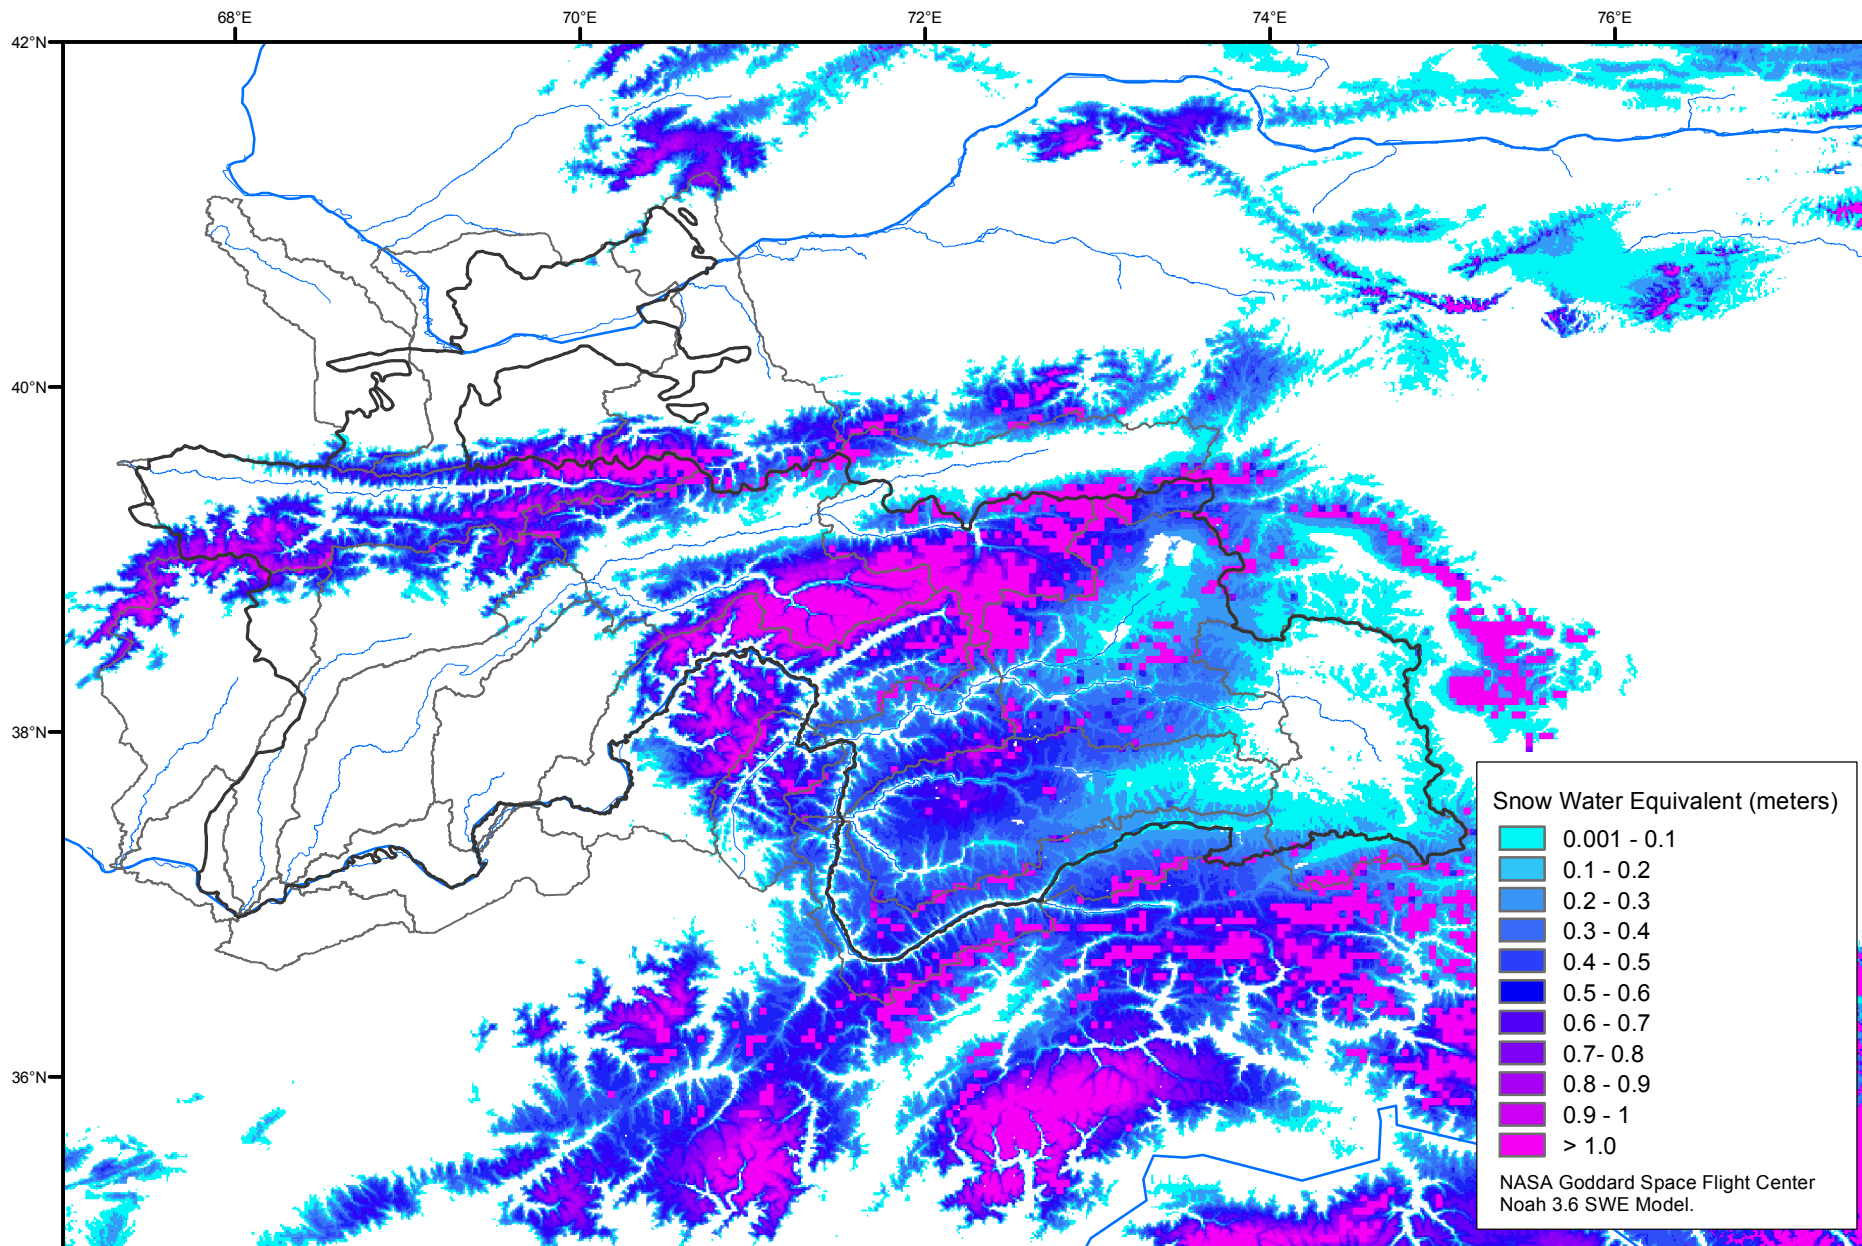 68°E
70°E
72°E
74°E
76°E
42°N
40°N
38°N
36°N
Snow Water Equivalent (meters)
0.001 - 0.1
0.1 - 0.2
0.2 - 0.3
0.3 - 0.4
0.4 - 0.5
0.5 - 0.6
0.6 - 0.7
0.7- 0.8
0.8 - 0.9
0.9 - 1
> 1.0
NASA Goddard Space Flight Center
Noah 3.6 SWE Model.